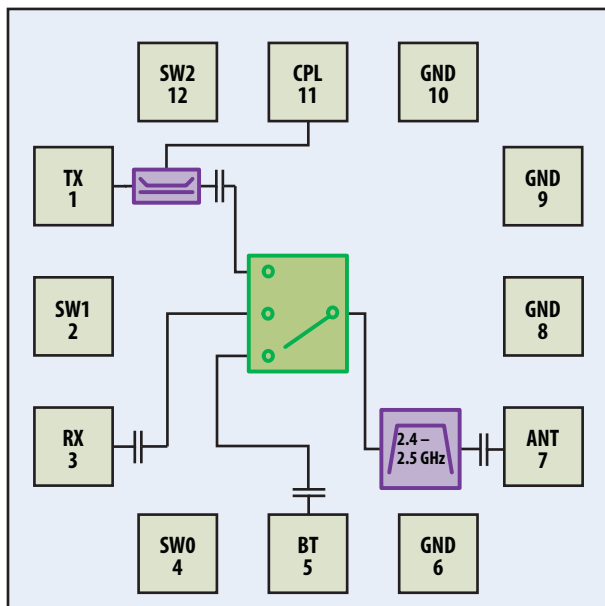 SW2
12
CPL
11
GND
10
TX
1
GND
9
SW1
2
GND
8
RX
3
2.4 –
2.5 GHz
ANT
7
SW0
4
BT
5
GND
6